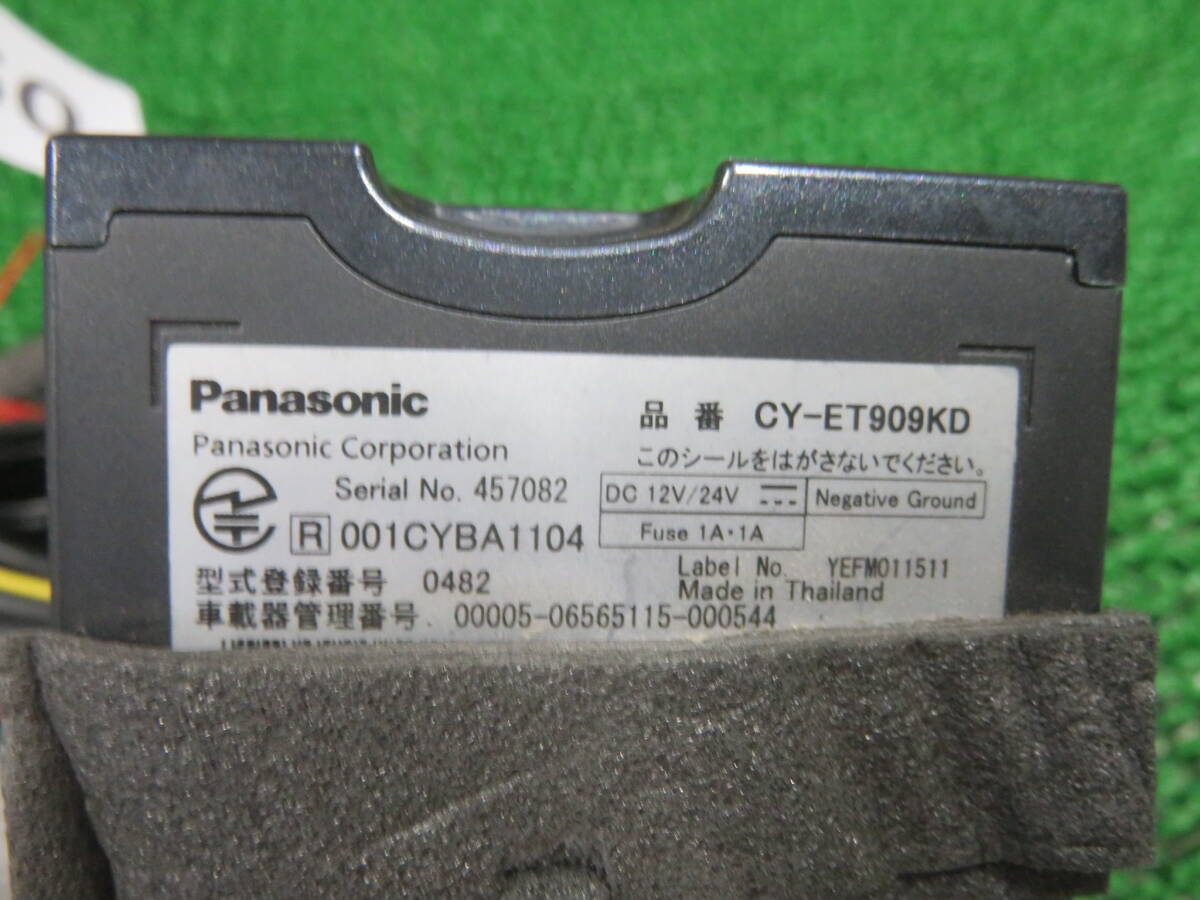 Panasonic
品番 CY-ET909KD
Panasonic Corporation
このシールをはがさないでください。
Serial No. 457082
DC 12V/24V
Negative Ground
R 001CYBA1104
Fuse 1A・1A
Label No. YEFM011511
型式登録番号 0482
Made in Thailand
車載器管理番号. 00005-06565115-000544